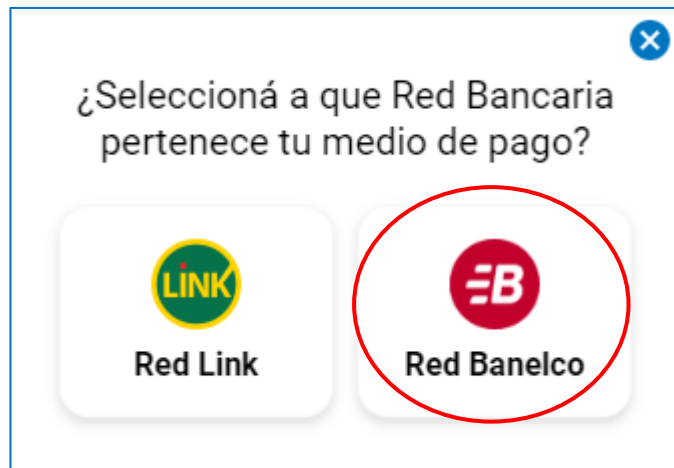 ¿Seleccioná a que Red Bancaria
pertenece tu medio de pago?
LINK
B
Red Link
Red Banelco